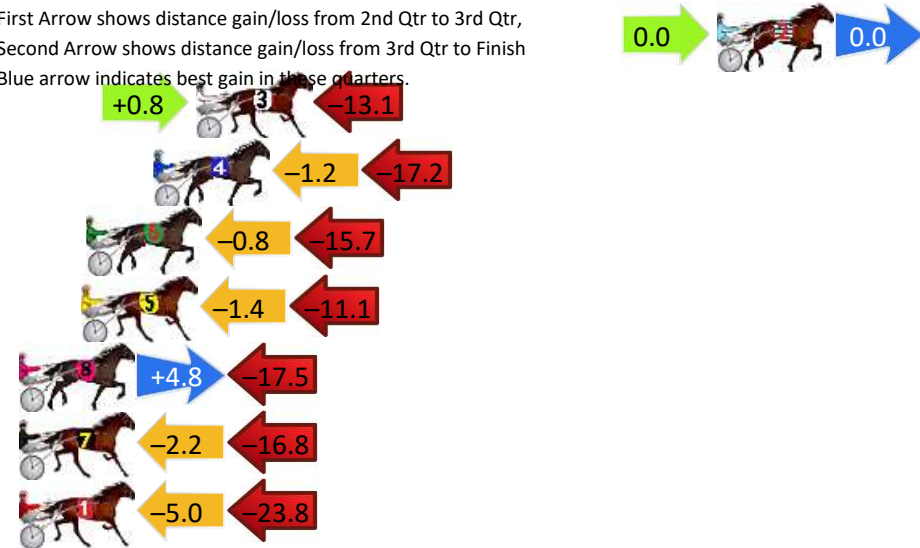 First Arrow shows distance gain/loss from 2nd Qtr to 3rd Qtr,
Second Arrow shows distance gain/loss from 3rd Qtr to Finish
Blue arrow indicates best gain in these quarters.
0.0 2 0.0
+0.8 3 –13.1
4 –1.2 –17.2
6 –0.8 –15.7
5 –1.4 –11.1
8 +4.8 –17.5
7 –2.2 –16.8
1 –5.0 –23.8